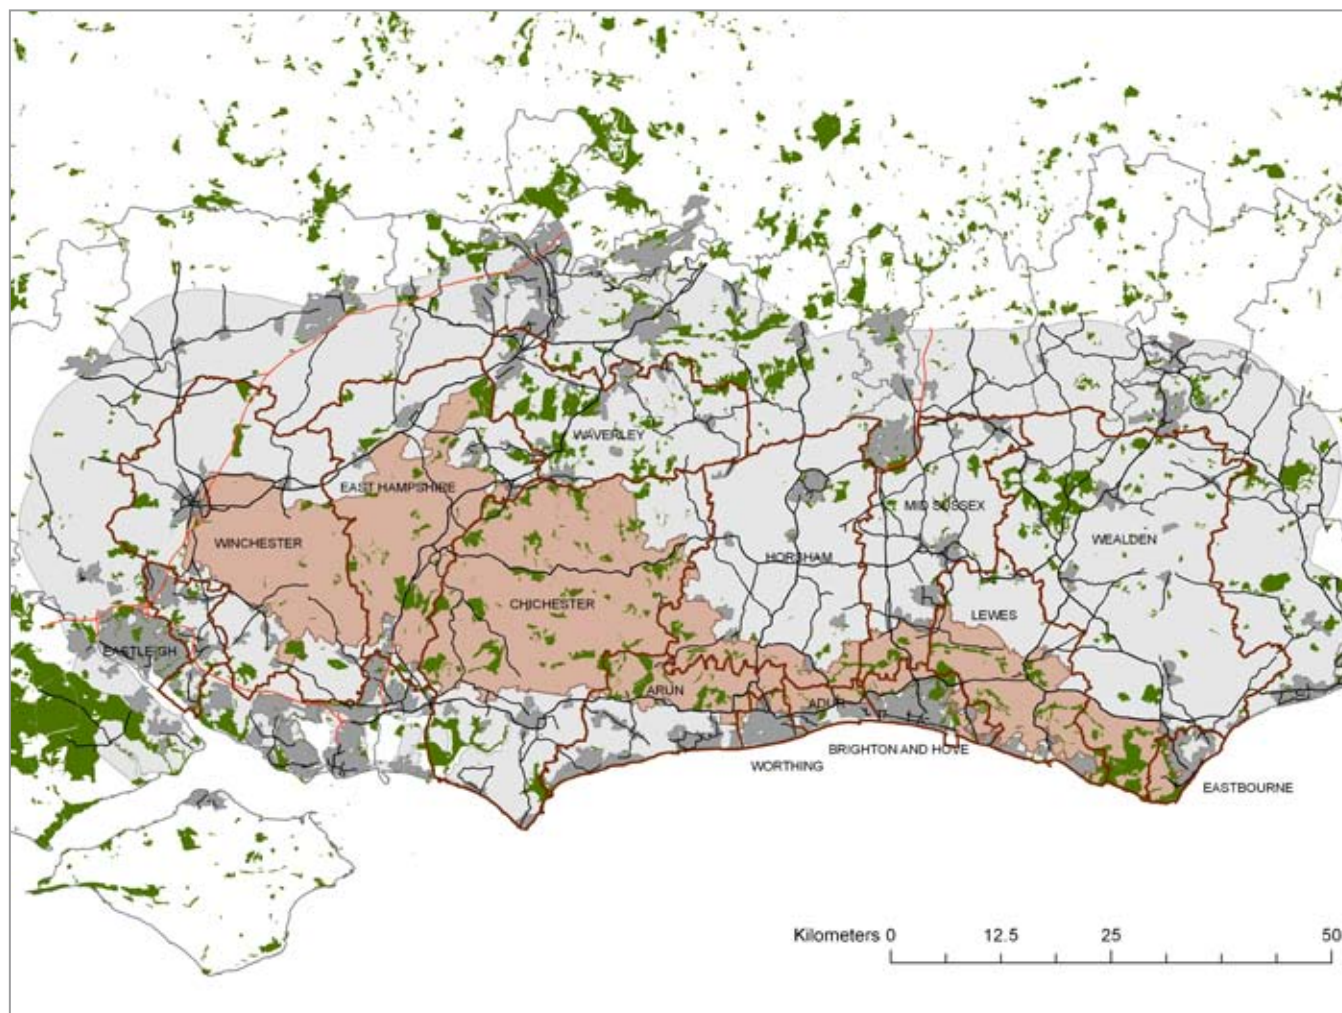 WAVERLEY
EAST HAMPSHIRE
MID SUSSEX
WINCHESTER
WEALDEN
HORSHAM
CHICHESTER
LEWES
EASTLEIGH
ARUN
ADUR
BRIGHTON AND HOVE
WORTHING
EASTBOURNE
Kilometers 0 12.5 25 50